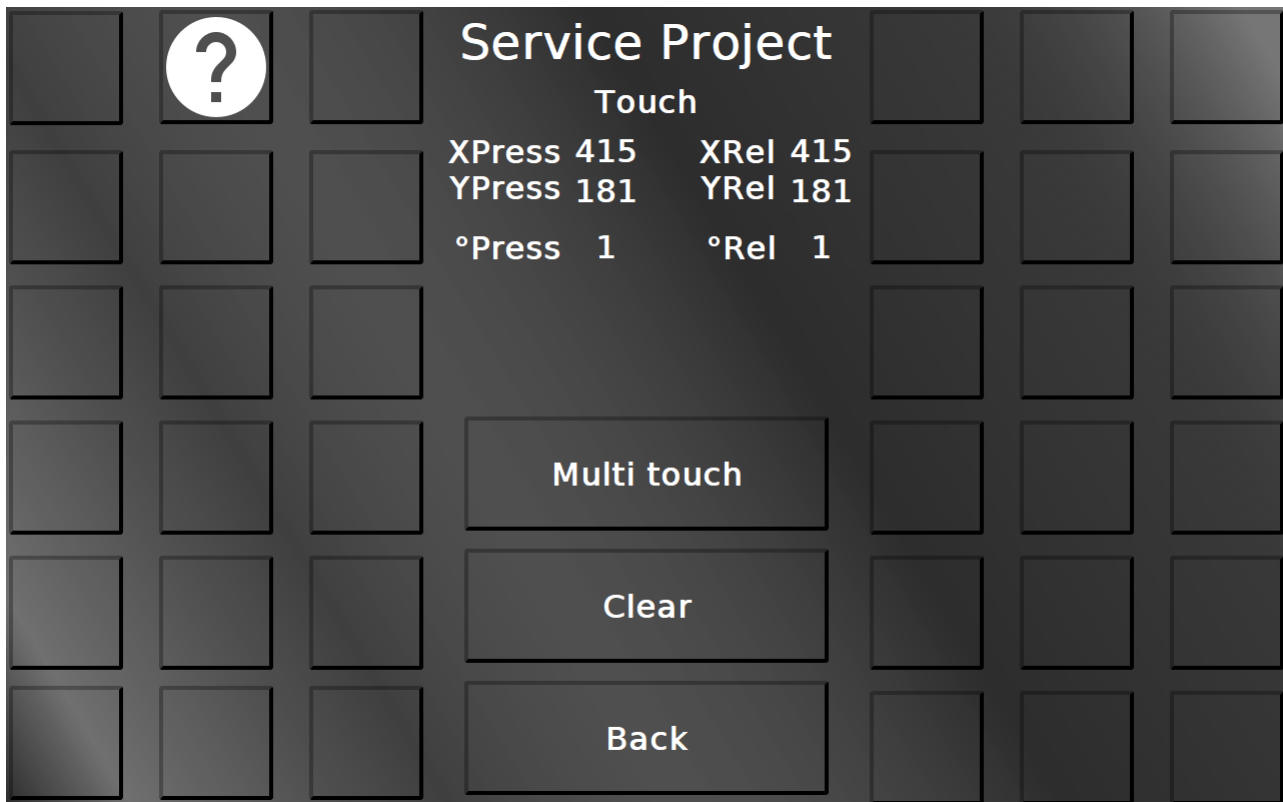 ?
Service Project
Touch
XPress 415 XRel 415
YPress 181 YRel 181
°Press 1 °Rel 1
Multi touch
Clear
Back